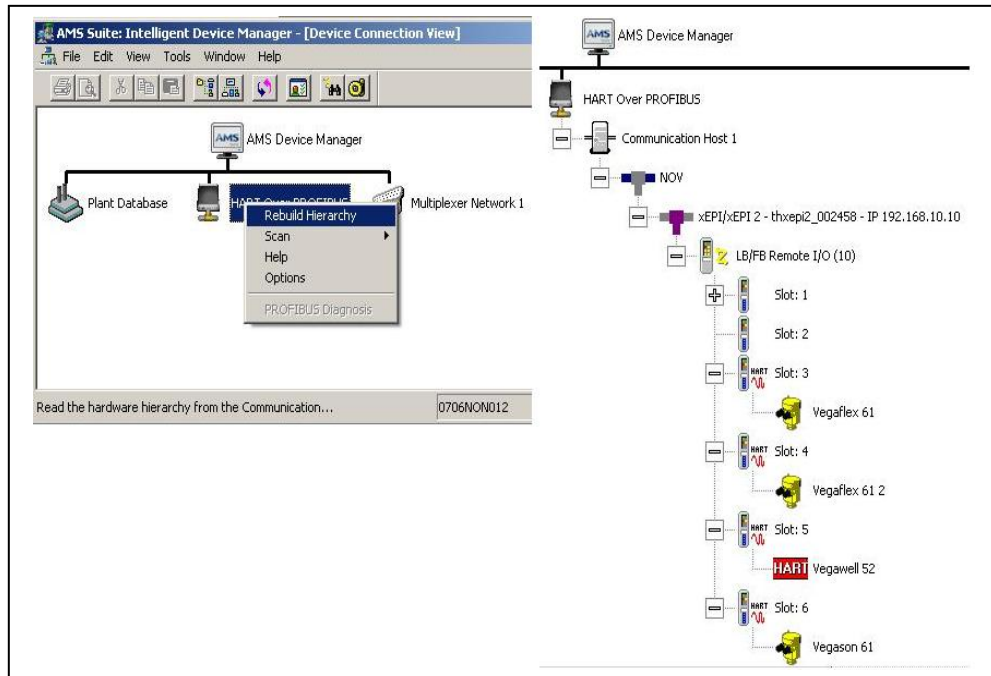 AMS Suite: Intelligent Device Manager - [Device Connection View]
File Edit View Tools Window Help
AMS
AMS Device Manager
Plant Database
HART Over PROFIBUS
Multiplexer Network 1
Rebuild Hierarchy
Scan
Help
Options
PROFIBUS Diagnosis
Read the hardware hierarchy from the Communication...
0706NON012
AMS
AMS Device Manager
HART Over PROFIBUS
Communication Host 1
NOV
xEPI/xEPI 2 - thxepi2_002458 - IP 192.168.10.10
LB/FB Remote I/O (10)
Slot: 1
Slot: 2
HART Slot: 3
Vegaflex 61
HART Slot: 4
Vegaflex 61 2
HART Slot: 5
HART Vegawell 52
HART Slot: 6
Vegason 61